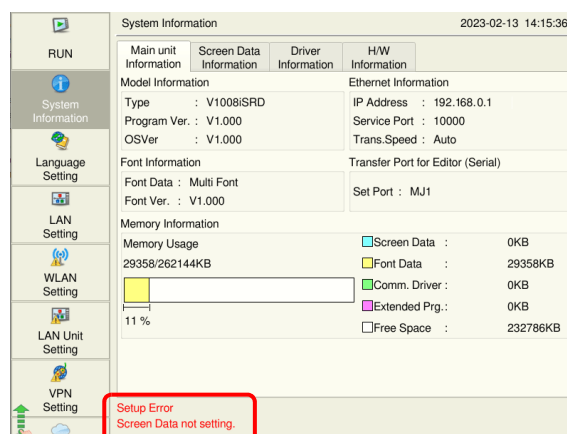 System Information 2023-02-13 14:15:36
RUN
System
Information
Language
Setting
LAN
Setting
WLAN
Setting
LAN Unit
Setting
VPN
Setting
Main unit
Information
Screen Data
Information
Driver
Information
H/W
Information
Model Information
Type : V1008iSRD
Program Ver. : V1.000
OSVer : V1.000
Ethernet Information
IP Address : 192.168.0.1
Service Port : 10000
Trans.Speed : Auto
Font Information
Font Data : Multi Font
Font Ver. : V1.000
Transfer Port for Editor (Serial)
Set Port : MJ1
Memory Information
Memory Usage
29358/262144KB
11 %
Screen Data : 0KB
Font Data : 29358KB
Comm. Driver : 0KB
Extended Prg.: 0KB
Free Space : 232786KB
Setup Error
Screen Data not setting.